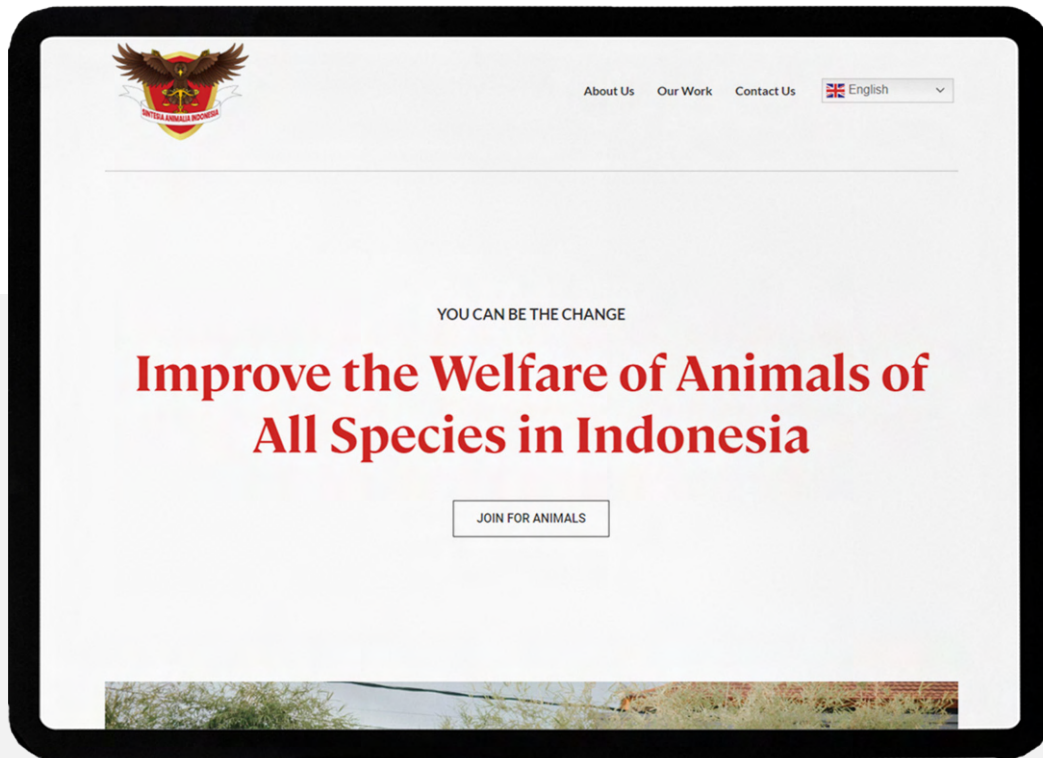 SINTESIA ANIMALIA INDONESIA
About Us Our Work Contact Us English
YOU CAN BE THE CHANGE
Improve the Welfare of Animals of
All Species in Indonesia
JOIN FOR ANIMALS